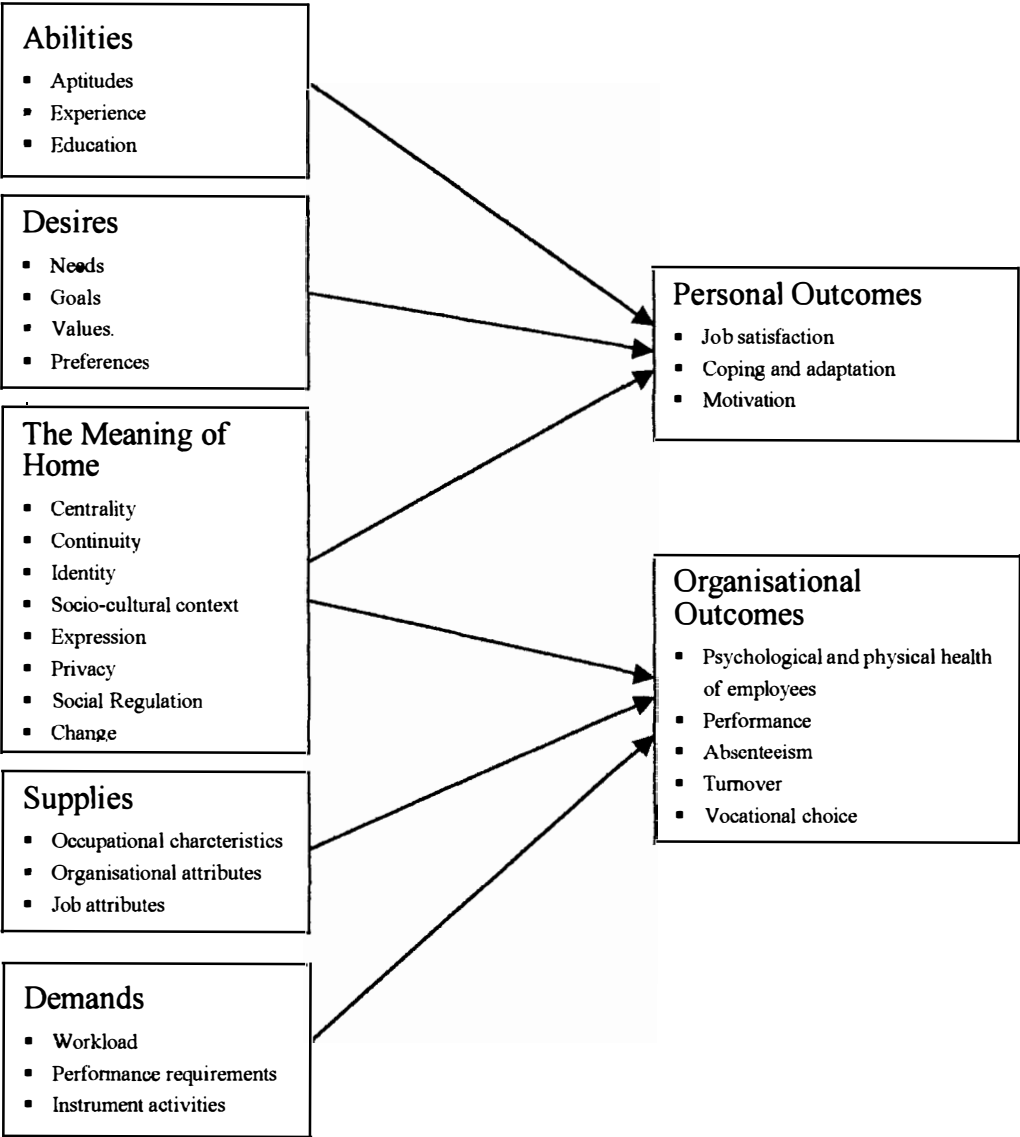 Abilities
▪ Aptitudes
▪ Experience
▪ Education
Desires
▪ Needs
▪ Goals
▪ Values.
▪ Preferences
The Meaning of
Home
▪ Centrality
▪ Continuity
▪ Identity
▪ Socio-cultural context
▪ Expression
▪ Privacy
▪ Social Regulation
▪ Change
Supplies
▪ Occupational charcteristics
▪ Organisational attributes
▪ Job attributes
Demands
▪ Workload
▪ Performance requirements
▪ Instrument activities
Personal Outcomes
▪ Job satisfaction
▪ Coping and adaptation
▪ Motivation
Organisational
Outcomes
▪ Psychological and physical health
of employees
▪ Performance
▪ Absenteeism
▪ Turnover
▪ Vocational choice